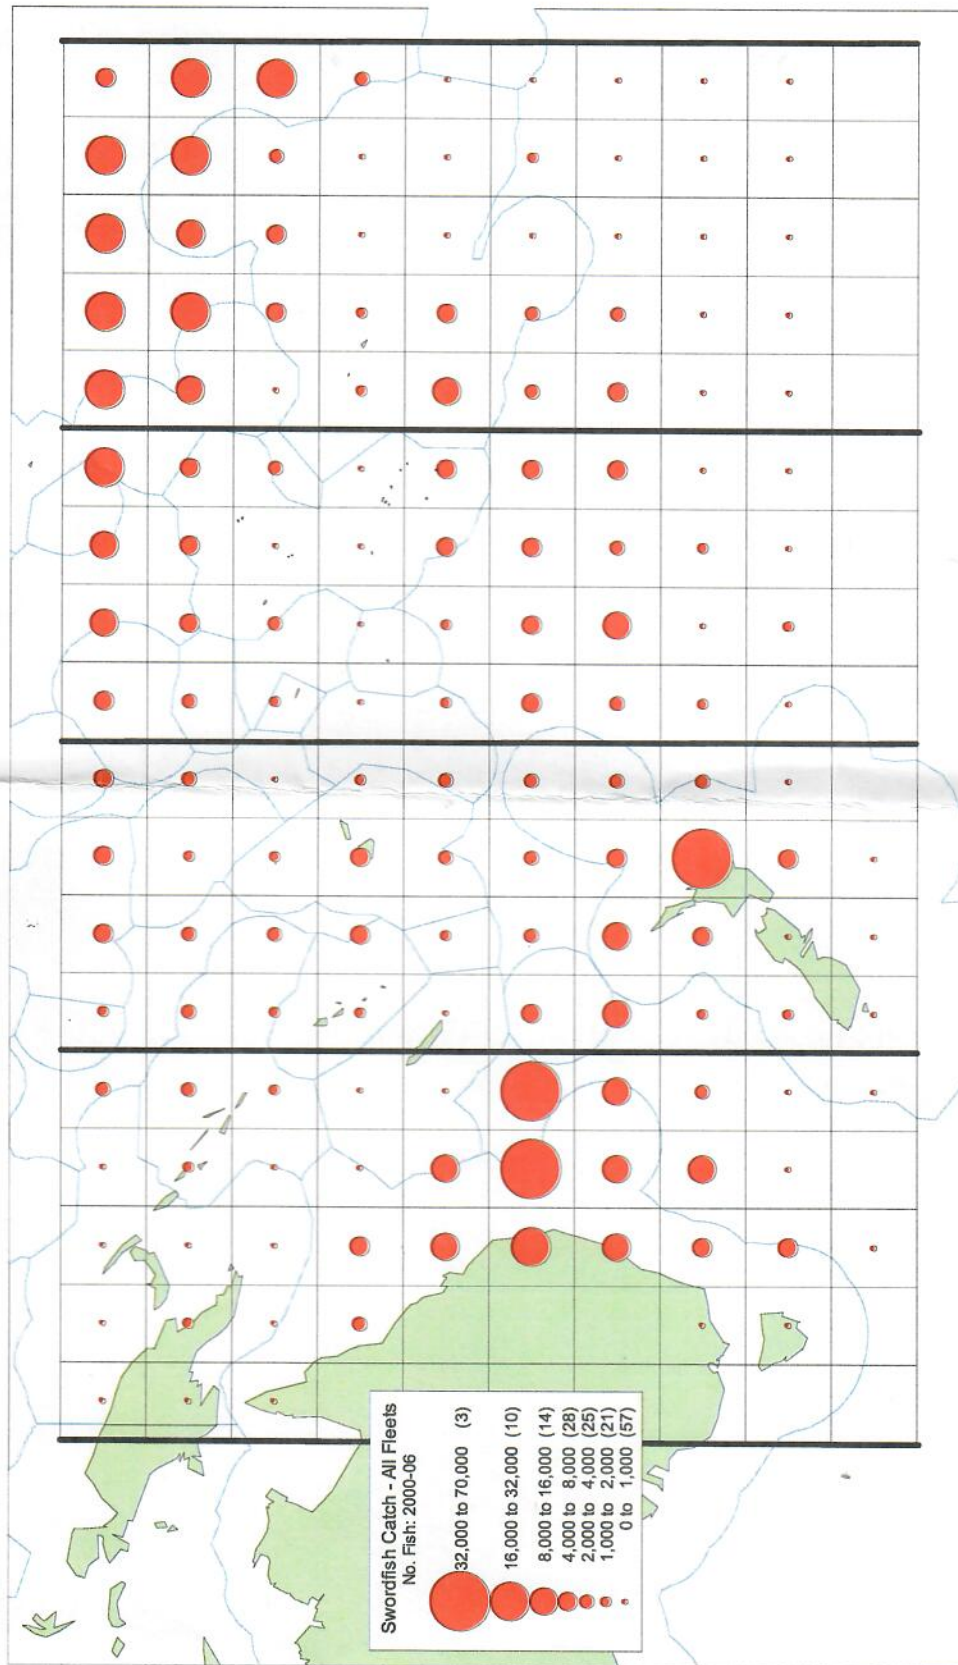 Swordfish Catch - All Fleets
No. Fish: 2000-06
32,000 to 70,000 (3)
16,000 to 32,000 (10)
8,000 to 16,000 (14)
4,000 to 8,000 (28)
2,000 to 4,000 (25)
1,000 to 2,000 (21)
0 to 1,000 (57)